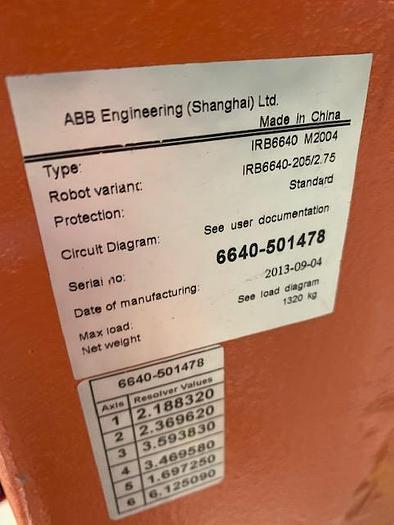 ABB Engineering (Shanghai) Ltd.
Made in China
Type: IRB6640 M2004
Robot variant: IRB6640-205/2.75
Protection: Standard
Circuit Diagram: See user documentation
Serial no: 6640-501478
Date of manufacturing: 2013-09-04
Max load: See load diagram
Net weight 1320 kg
6640-501478
Axis Resolver Values
1 2.188320
2 2.369620
3 3.593830
4 3.469580
5 1.697250
6 6.125090